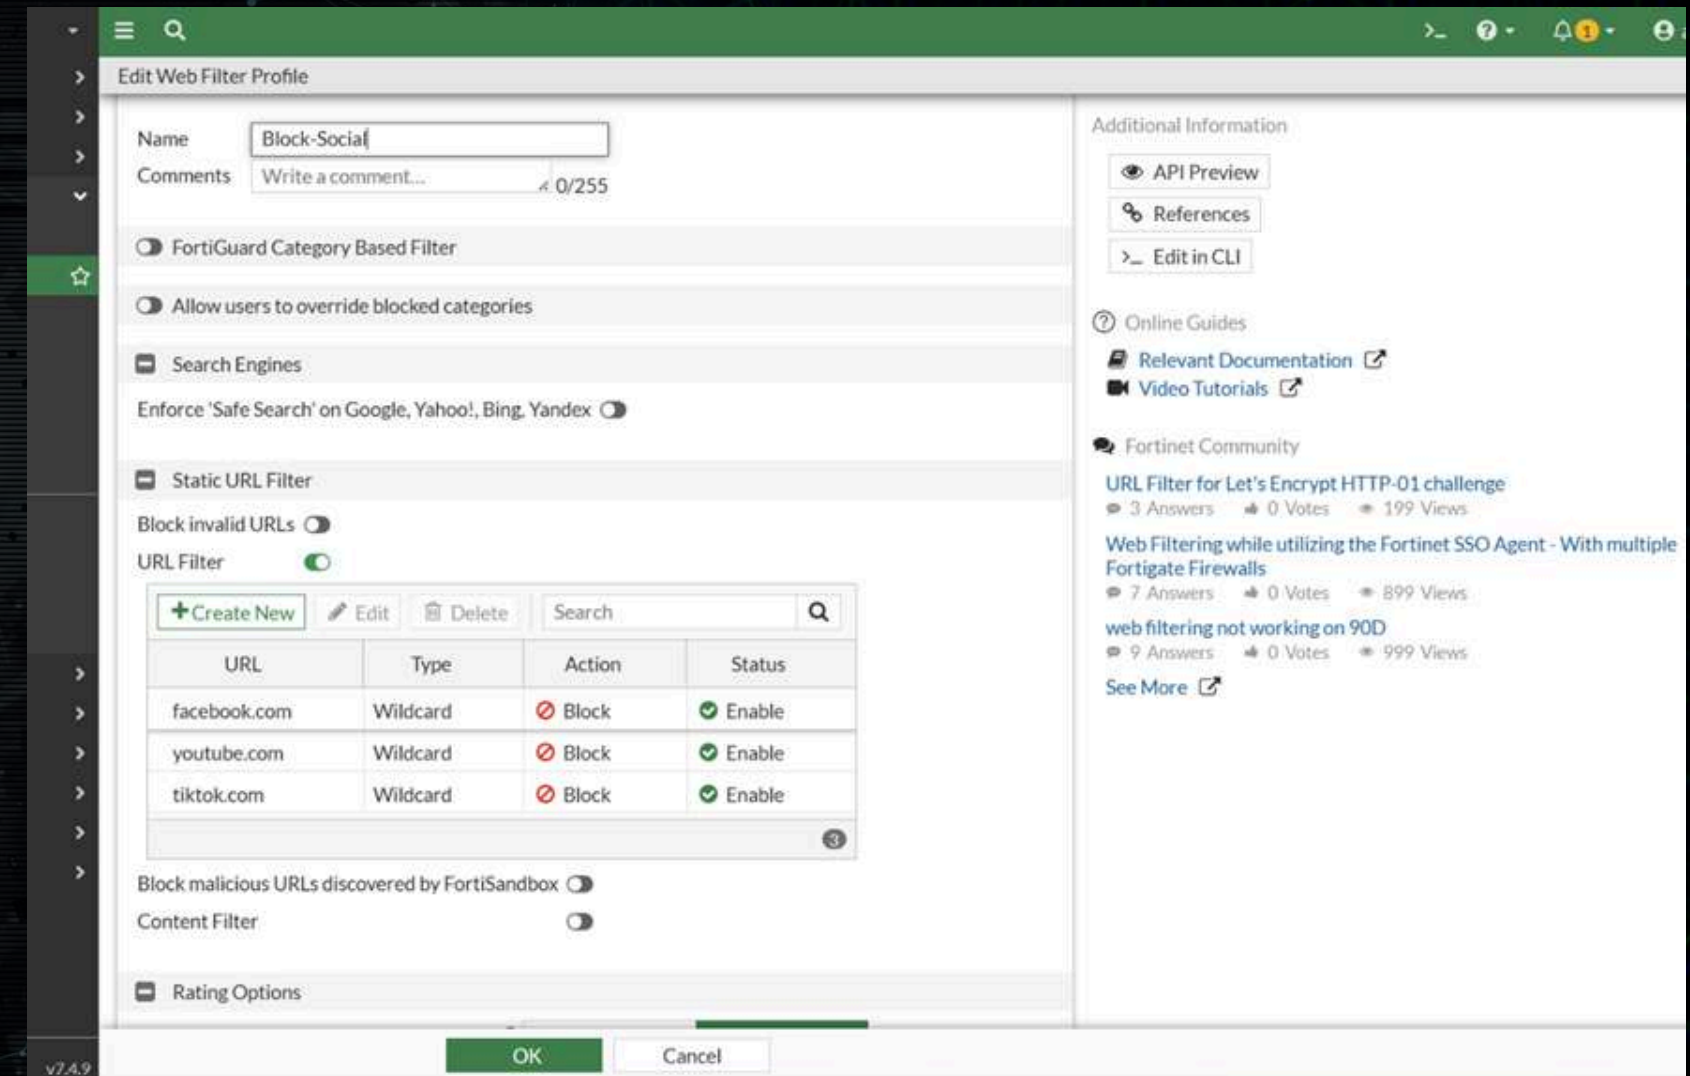 Edit Web Filter Profile
Name
Block-Social
Comments
Write a comment...
0/255
FortiGuard Category Based Filter
Allow users to override blocked categories
Search Engines
Enforce 'Safe Search' on Google, Yahoo!, Bing, Yandex
Static URL Filter
Block invalid URLs
URL Filter
+Create New Edit Delete Search
URL Type Action Status
facebook.com Wildcard Block Enable
youtube.com Wildcard Block Enable
tiktok.com Wildcard Block Enable
3
Block malicious URLs discovered by FortiSandbox
Content Filter
Rating Options
OK Cancel
v7.4.9
1
Additional Information
API Preview
References
>_ Edit in CLI
Online Guides
Relevant Documentation
Video Tutorials
Fortinet Community
URL Filter for Let's Encrypt HTTP-01 challenge
3 Answers 0 Votes 199 Views
Web Filtering while utilizing the Fortinet SSO Agent - With multiple
Fortigate Firewalls
7 Answers 0 Votes 899 Views
web filtering not working on 90D
9 Answers 0 Votes 999 Views
See More